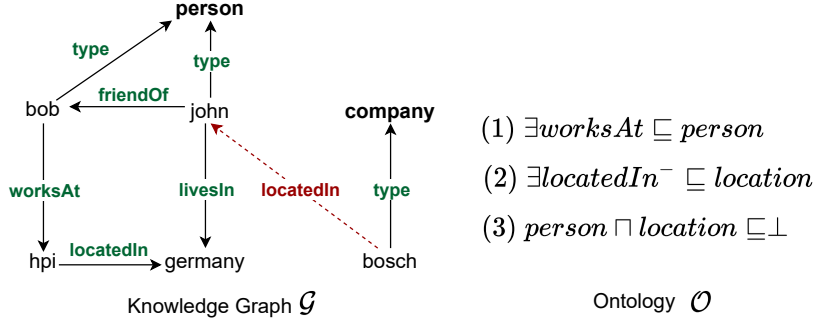 person
type
type
friendOf
bob
john
company
worksAt
livesIn
locatedIn
type
locatedIn
hpi
germany
bosch
Knowledge Graph 𝒢
(1) ∃worksAt ⊑ person
(2) ∃locatedIn⁻ ⊑ location
(3) person ⊓ location ⊑⊥
Ontology 𝒪